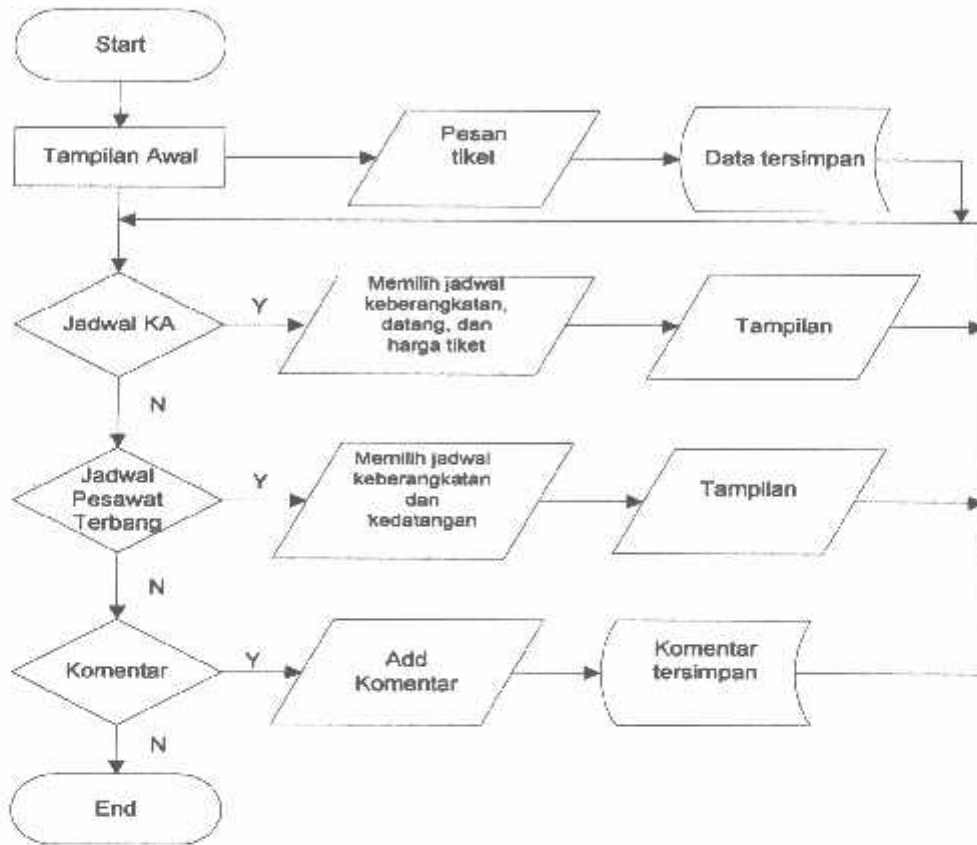 Start
Tampilan Awal
Pesan
tiket
Data tersimpan
Jadwal KA
Y
Memilih jadwal
keberangkatan,
datang, dan
harga tiket
Tampilan
N
Jadwal
Pesawat
Terbang
Y
Memilih jadwal
keberangkatan
dan
kedatangan
Tampilan
N
Komentar
Y
Add
Komentar
Komentar
tersimpan
N
End